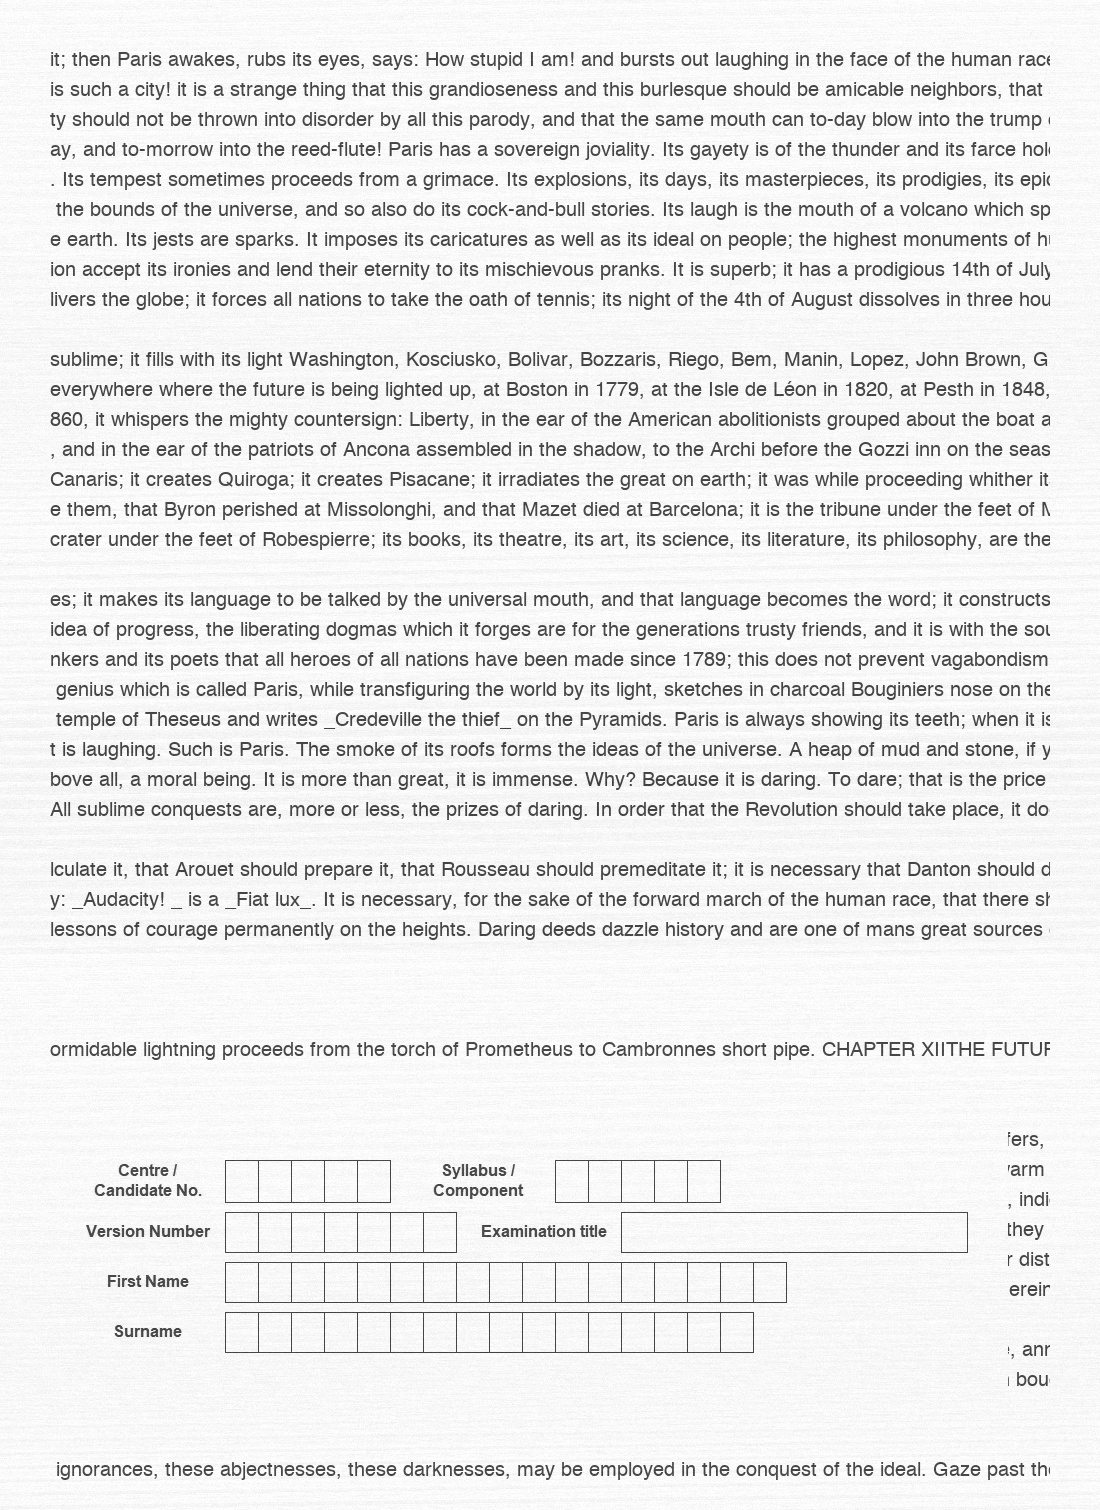 it; then Paris awakes, rubs its eyes, says: How stupid I am! and bursts out laughing in the face of the human race
is such a city! it is a strange thing that this grandioseness and this burlesque should be amicable neighbors, that
ty should not be thrown into disorder by all this parody, and that the same mouth can to-day blow into the trump
ay, and to-morrow into the reed-flute! Paris has a sovereign joviality. Its gayety is of the thunder and its farce
. Its tempest sometimes proceeds from a grimace. Its explosions, its days, its masterpieces, its prodigies, its
the bounds of the universe, and so also do its cock-and-bull stories. Its laugh is the mouth of a volcano which sp
e earth. Its jests are sparks. It imposes its caricatures as well as its ideal on people; the highest monuments of
ion accept its ironies and lend their eternity to its mischievous pranks. It is superb; it has a prodigious 14th of July
livers the globe; it forces all nations to take the oath of tennis; its night of the 4th of August dissolves in three hou
sublime; it fills with its light Washington, Kosciusko, Bolivar, Bozzaris, Riego, Bem, Manin, Lopez, John Brown, G
everywhere where the future is being lighted up, at Boston in 1779, at the Isle de Léon in 1820, at Pesth in 1848,
860, it whispers the mighty countersign: Liberty, in the ear of the American abolitionists grouped about the boat a
, and in the ear of the patriots of Ancona assembled in the shadow, to the Archi before the Gozzi inn on the seas
Canaris; it creates Quiroga; it creates Pisacane; it irradiates the great on earth; it was while proceeding whither it
e them, that Byron perished at Missolonghi, and that Mazet died at Barcelona; it is the tribune under the feet of
crater under the feet of Robespierre; its books, its theatre, its art, its science, its literature, its philosophy, are the
es; it makes its language to be talked by the universal mouth, and that language becomes the word; it constructs
idea of progress, the liberating dogmas which it forges are for the generations trusty friends, and it is with the
nkers and its poets that all heroes of all nations have been made since 1789; this does not prevent vagabondism
genius which is called Paris, while transfiguring the world by its light, sketches in charcoal Bouginiers nose on the
temple of Theseus and writes _Credeville the thief_ on the Pyramids. Paris is always showing its teeth; when it is
t is laughing. Such is Paris. The smoke of its roofs forms the ideas of the universe. A heap of mud and stone, if y
bove all, a moral being. It is more than great, it is immense. Why? Because it is daring. To dare; that is the price
All sublime conquests are, more or less, the prizes of daring. In order that the Revolution should take place, it do
lculate it, that Arouet should prepare it, that Rousseau should premeditate it; it is necessary that Danton should d
y: _Audacity! _ is a _Fiat lux_. It is necessary, for the sake of the forward march of the human race, that there
lessons of courage permanently on the heights. Daring deeds dazzle history and are one of mans great sources
ormidable lightning proceeds from the torch of Prometheus to Cambronnes short pipe. CHAPTER XIITHE FUTUR
fers,
arm
Centre /
Candidate No.
Syllabus /
Component
, indi
Version Number
Examination title
they
r dist
First Name
erein
Surname
, ann
bou
ignorances, these abjectnesses, these darknesses, may be employed in the conquest of the ideal. Gaze past the